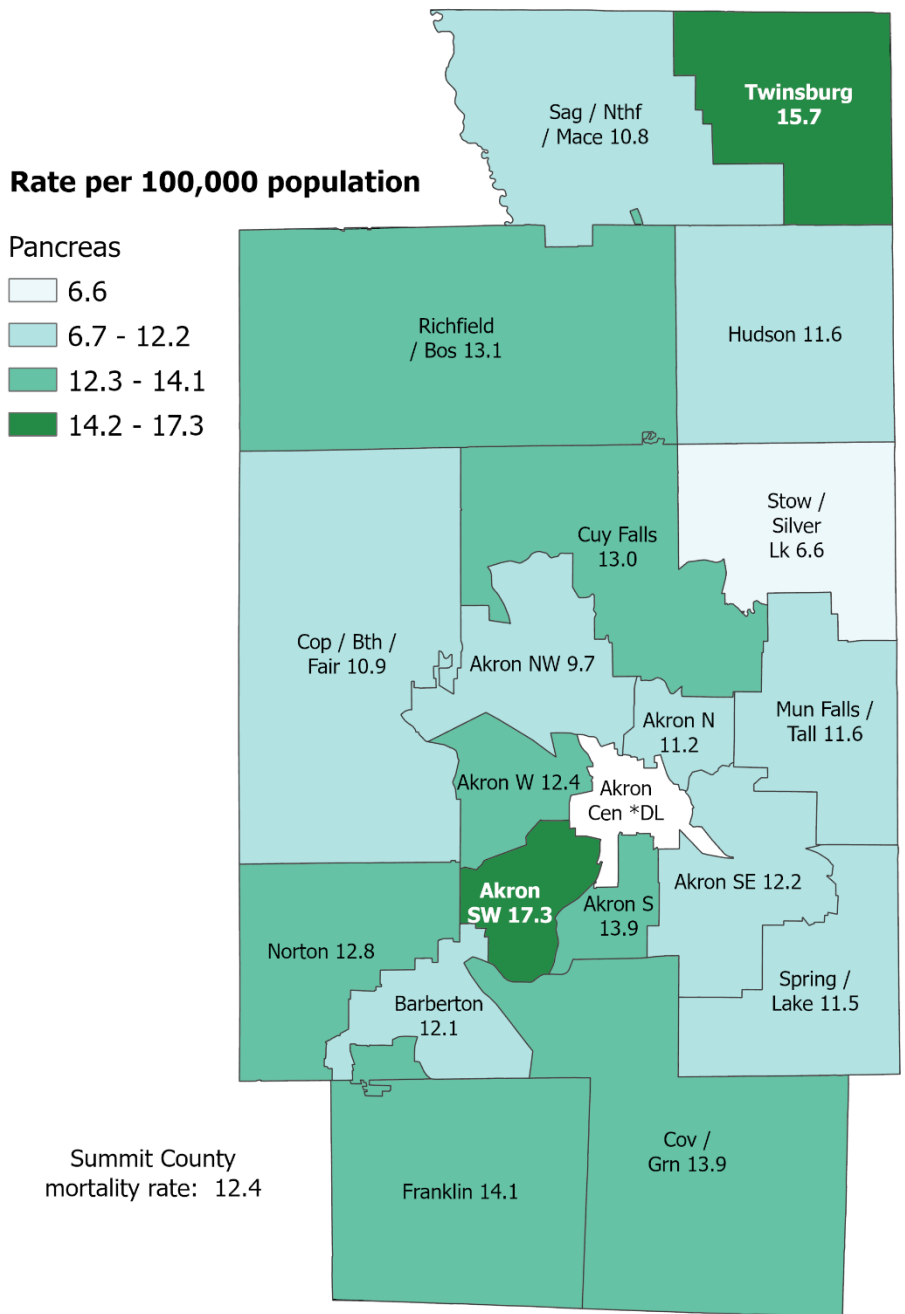 Twinsburg
15.7
Sag / Nthf
/ Mace 10.8
Rate per 100,000 population
Pancreas
6.6
6.7 - 12.2
12.3 - 14.1
14.2 - 17.3
Richfield
/ Bos 13.1
Hudson 11.6
Stow /
Silver
Lk 6.6
Cuy Falls
13.0
Cop / Bth /
Fair 10.9
Akron NW 9.7
Akron N
11.2
Mun Falls /
Tall 11.6
Akron W 12.4
Akron
Cen *DL
Akron SE 12.2
Akron
SW 17.3
Akron S
13.9
Norton 12.8
Spring /
Lake 11.5
Barberton
12.1
Cov /
Grn 13.9
Franklin 14.1
Summit County
mortality rate: 12.4